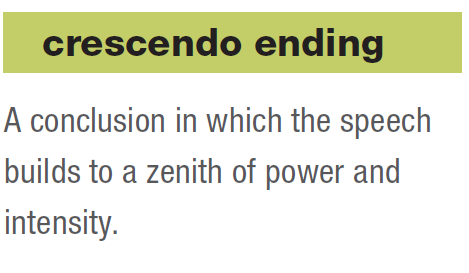 crescendo ending
A conclusion in which the speech
builds to a zenith of power and
intensity.